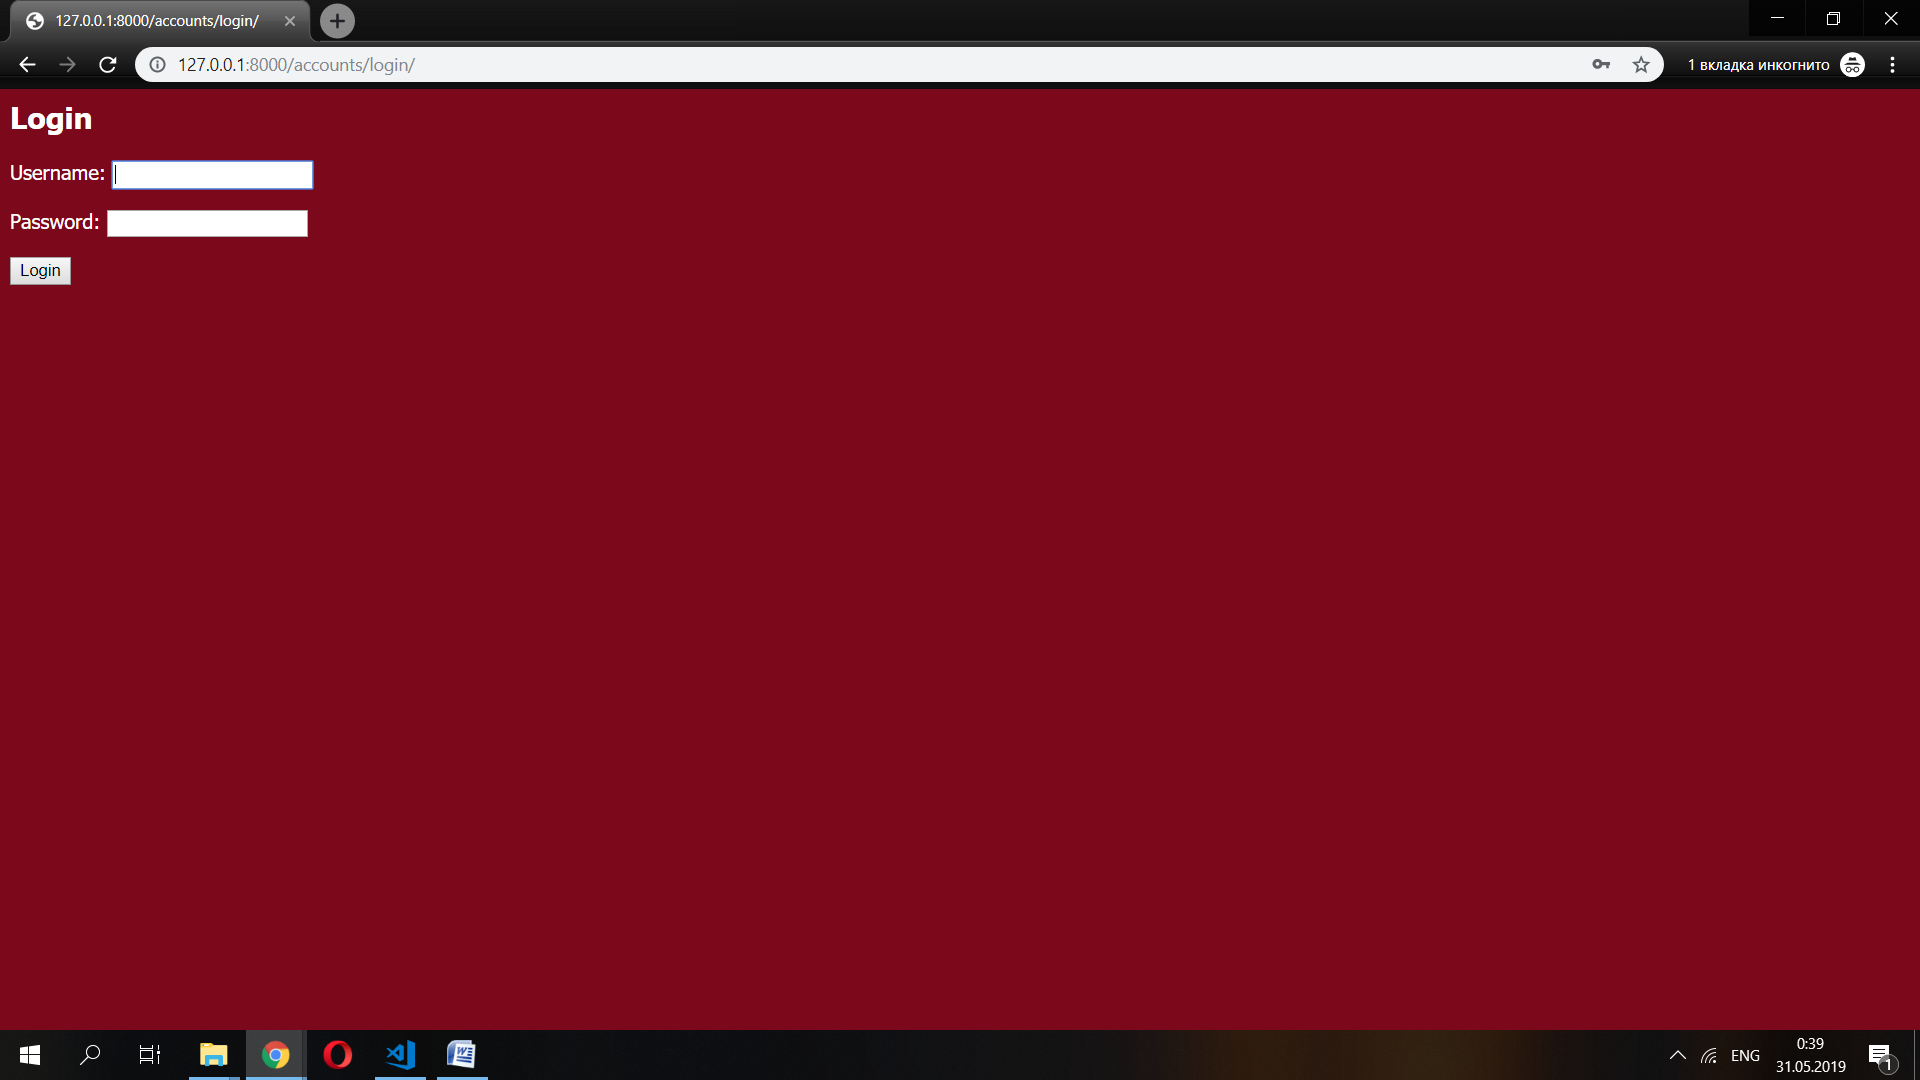 127.0.0.1:8000/accounts/login/
127.0.0.1:8000/accounts/login/
1 вкладка инкогнито
Login
Username:
Password:
Login
ENG
0:39
31.05.2019
1